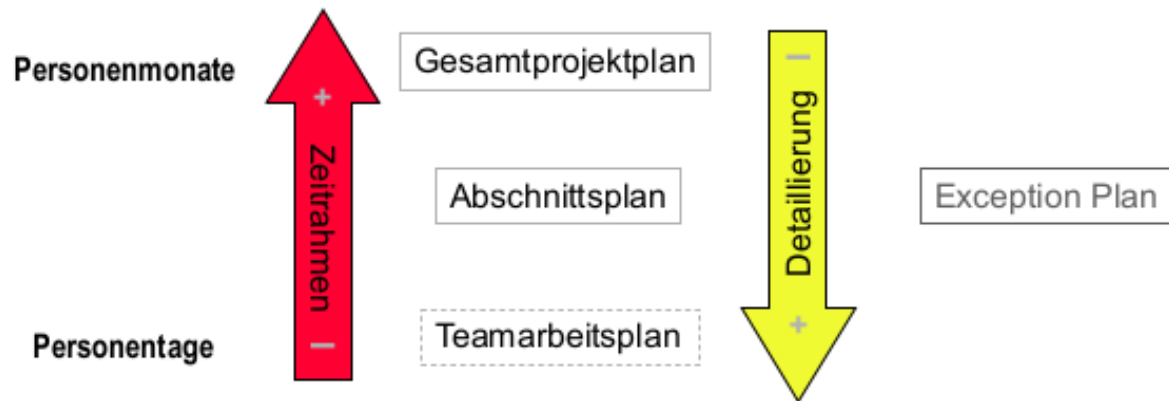 Personenmonate
+
Zeitrahmen
–
Gesamtprojektplan
Abschnittsplan
Teamarbeitsplan
–
Detaillierung
+
Exception Plan
Personentage